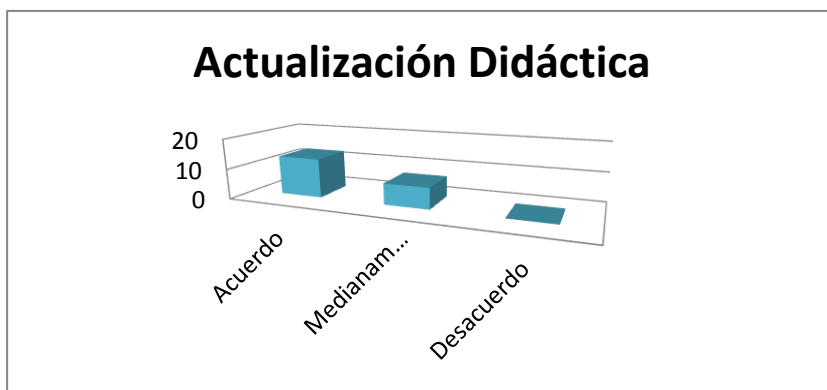 Actualización Didáctica
20
10
0
Acuerdo
Medianam...
Desacuerdo